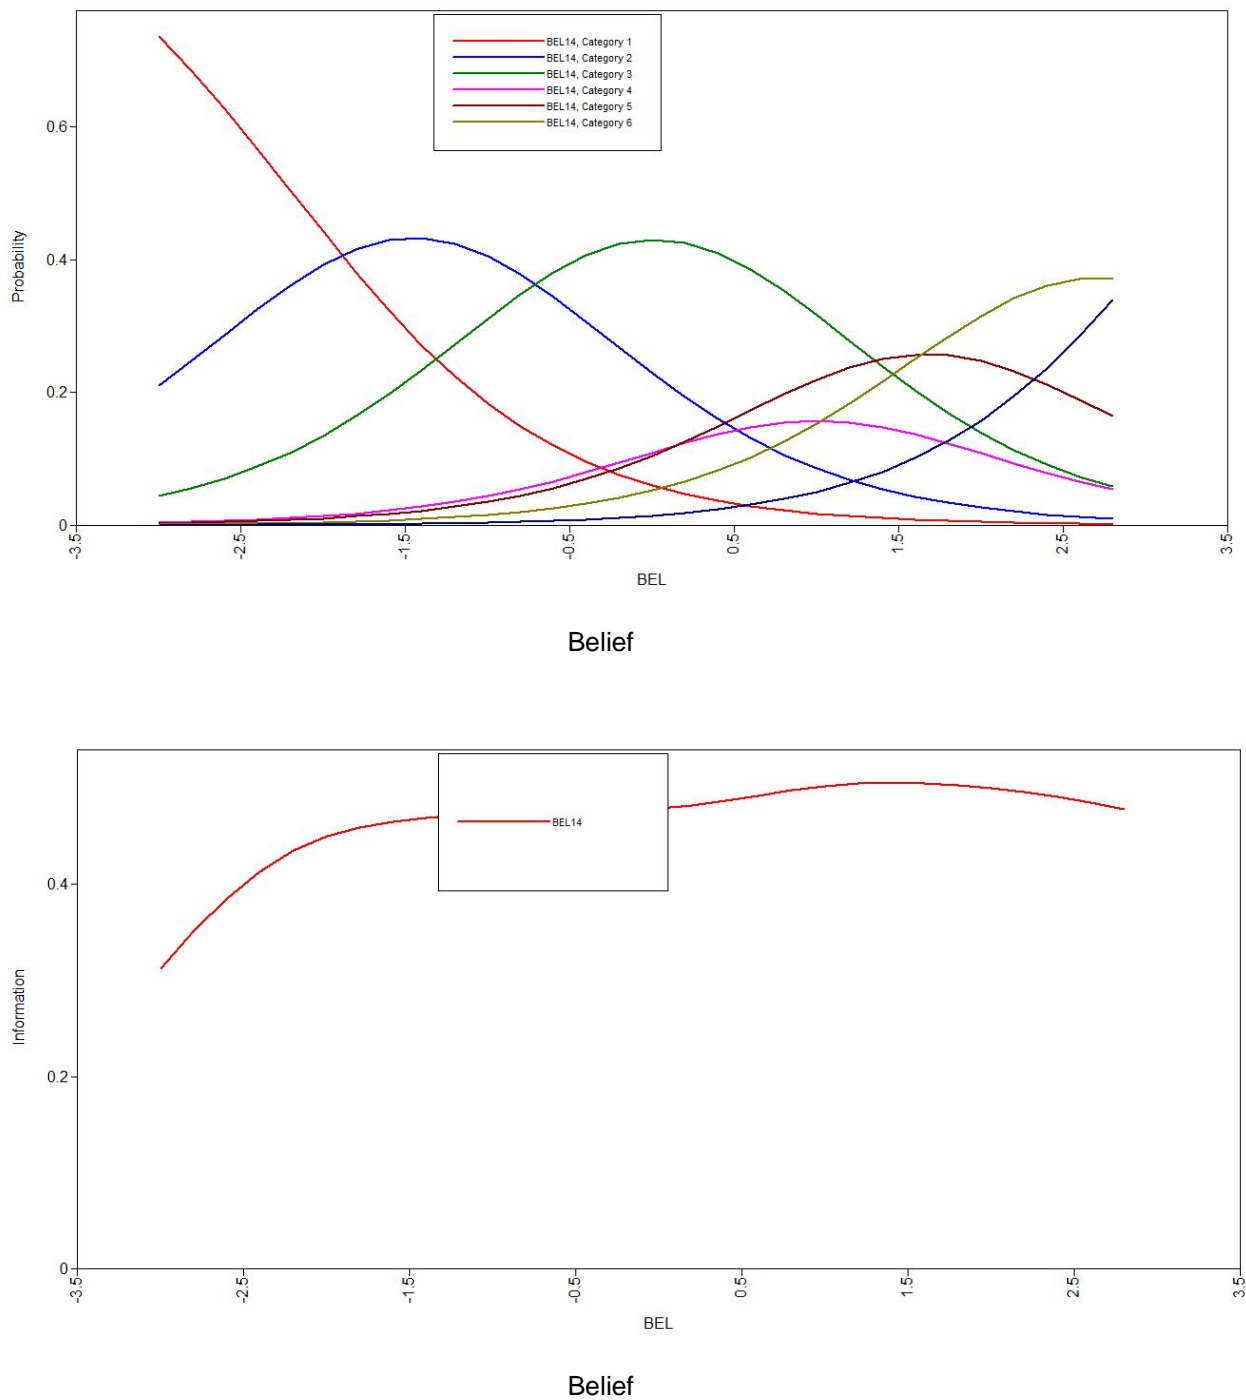 BEL14, Category 1
BEL14, Category 2
BEL14, Category 3
BEL14, Category 4
BEL14, Category 5
BEL14, Category 6
0.6
0.4
0.2
0
Probability
-3.5 -2.5 -1.5 -0.5 0.5 1.5 2.5 3.5
BEL
Belief
BEL14
0.4
0.2
0
Information
-3.5 -2.5 -1.5 -0.5 0.5 1.5 2.5 3.5
BEL
Belief